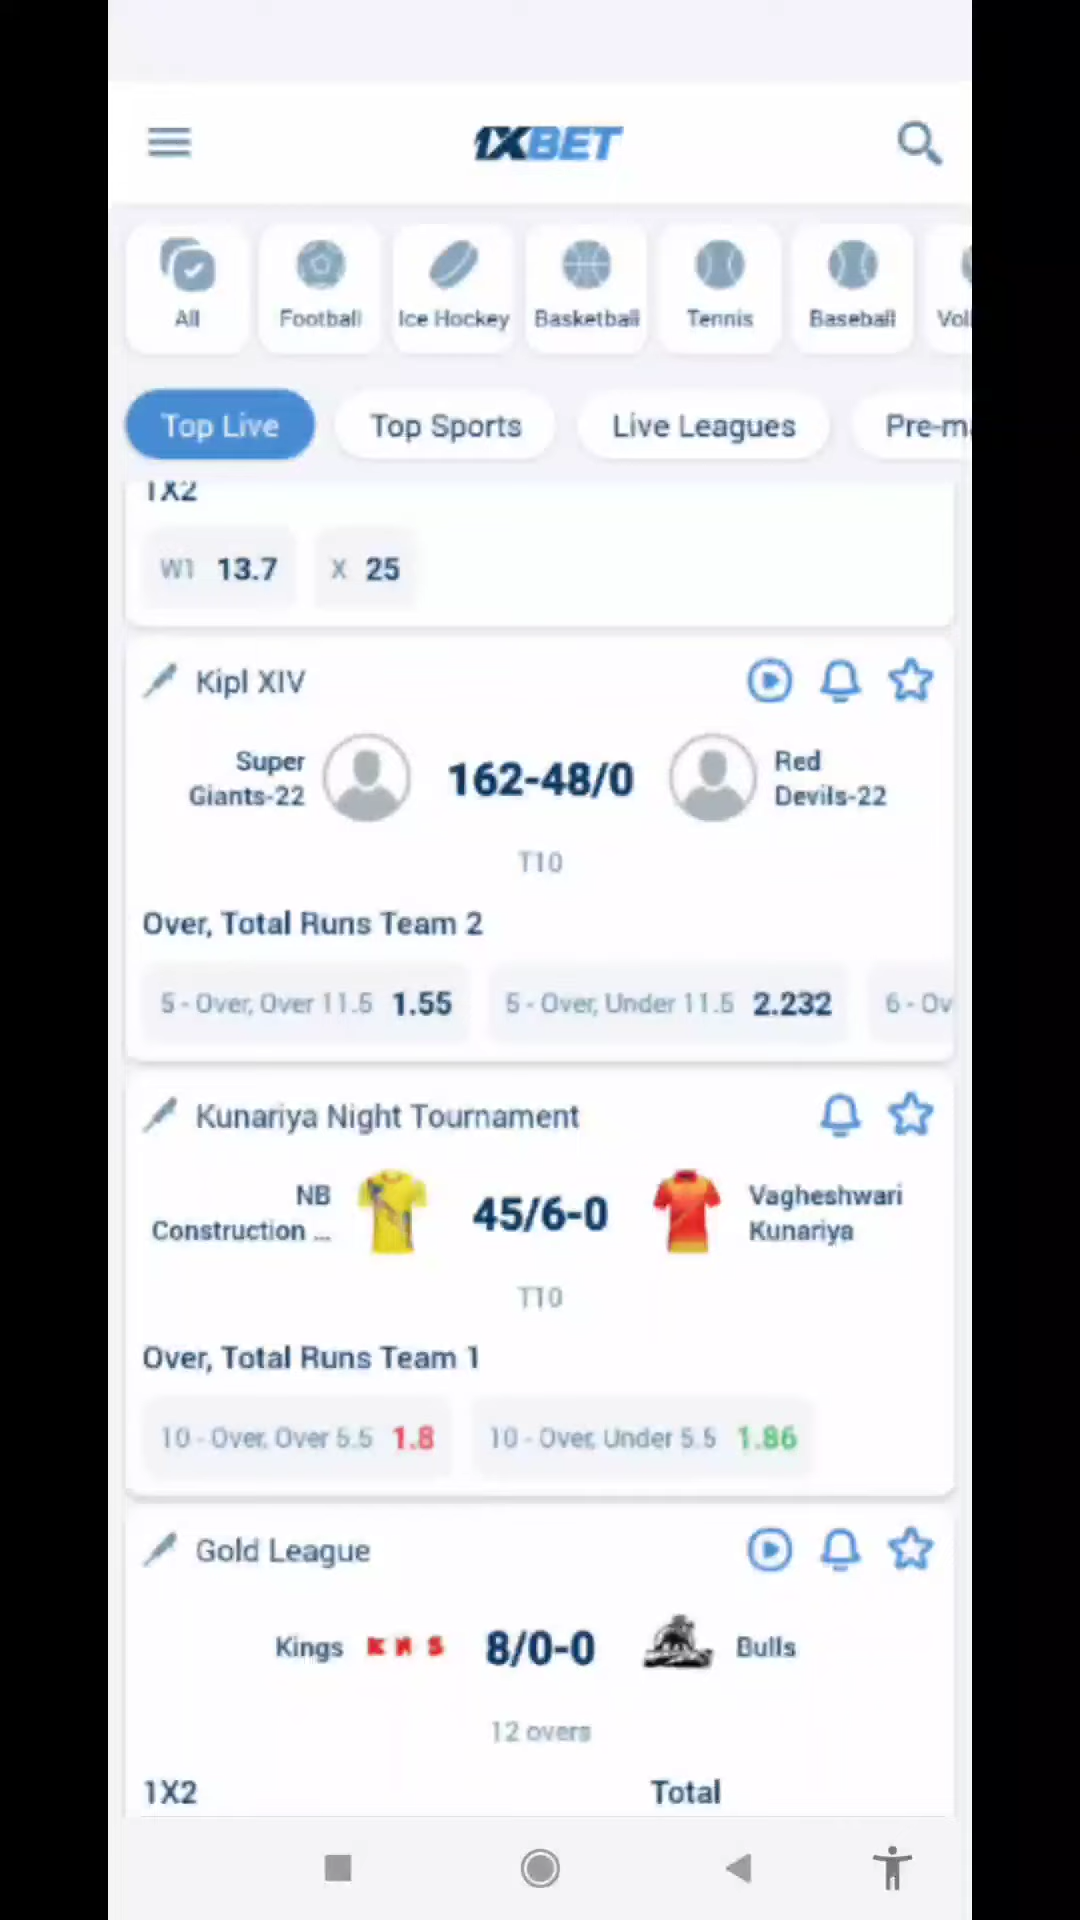 1XBET
All Football Ice Hockey Basketball Tennis Baseball
Top Live Top Sports Live Leagues Pre-m
1X2
W1 13.7 X 25
Kipl XIV
Super
Giants-22
162-48/0
Red
Devils-22
T10
Over, Total Runs Team 2
5 - Over, Over 11.5 1.55 5 - Over, Under 11.5 2.232 6 - Ov
Kunariya Night Tournament
NB
Construction ...
45/6-0
Vagheshwari
Kunariya
T10
Over, Total Runs Team 1
10 - Over, Over 5.5 1.8 10 - Over, Under 5.5 1.86
Gold League
Kings K N S 8/0-0 Bulls
12 overs
1X2 Total